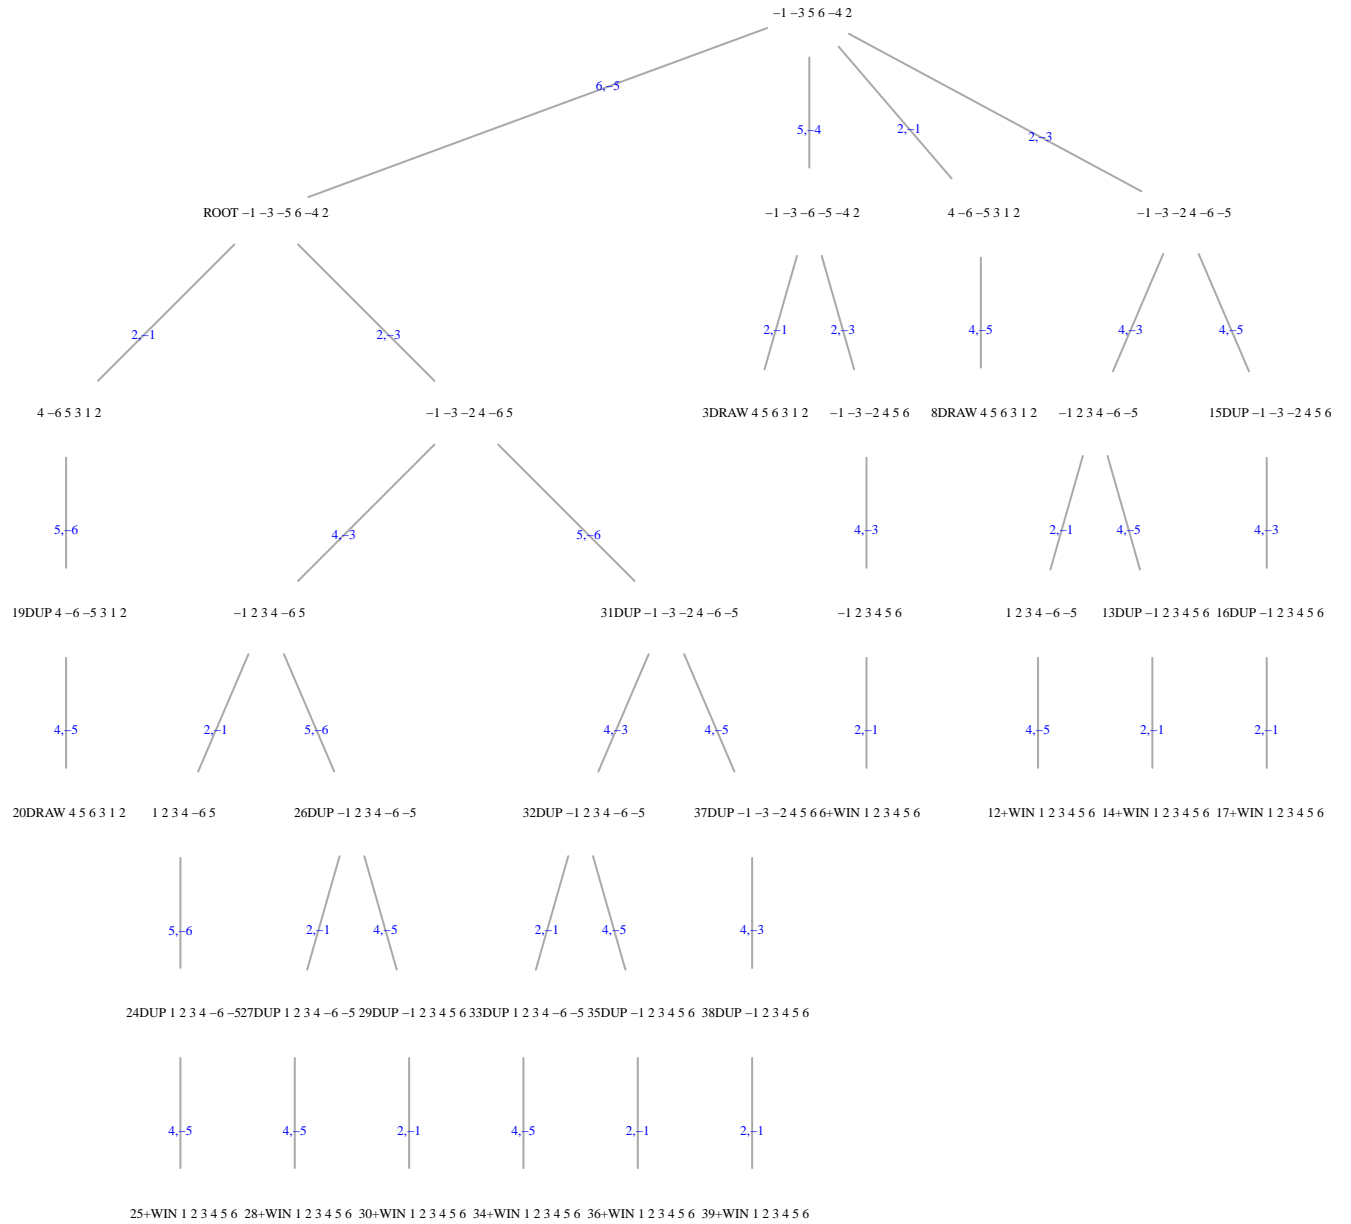 −1 −3 5 6 −4 2
6,−5
5,−4
2,−1
2,−3
ROOT −1 −3 −5 6 −4 2
−1 −3 −6 −5 −4 2
4 −6 −5 3 1 2
−1 −3 −2 4 −6 −5
2,−1
2,−3
2,−1
2,−3
4,−5
4,−3
4,−5
4 −6 5 3 1 2
−1 −3 −2 4 −6 5
3DRAW 4 5 6 3 1 2
−1 −3 −2 4 5 6
8DRAW 4 5 6 3 1 2
−1 2 3 4 −6 −5
15DUP −1 −3 −2 4 5 6
5,−6
4,−3
5,−6
4,−3
2,−1
4,−5
4,−3
19DUP 4 −6 −5 3 1 2
−1 2 3 4 −6 5
31DUP −1 −3 −2 4 −6 −5
−1 2 3 4 5 6
1 2 3 4 −6 −5
13DUP −1 2 3 4 5 6
16DUP −1 2 3 4 5 6
4,−5
2,−1
5,−6
4,−3
4,−5
2,−1
4,−5
2,−1
2,−1
20DRAW 4 5 6 3 1 2
1 2 3 4 −6 5
26DUP −1 2 3 4 −6 −5
32DUP −1 2 3 4 −6 −5
37DUP −1 −3 −2 4 5 6
6+WIN 1 2 3 4 5 6
12+WIN 1 2 3 4 5 6
14+WIN 1 2 3 4 5 6
17+WIN 1 2 3 4 5 6
5,−6
2,−1
4,−5
2,−1
4,−5
4,−3
24DUP 1 2 3 4 −6 −5
27DUP 1 2 3 4 −6 −5
29DUP −1 2 3 4 5 6
33DUP 1 2 3 4 −6 −5
35DUP −1 2 3 4 5 6
38DUP −1 2 3 4 5 6
4,−5
4,−5
2,−1
4,−5
2,−1
2,−1
25+WIN 1 2 3 4 5 6
28+WIN 1 2 3 4 5 6
30+WIN 1 2 3 4 5 6
34+WIN 1 2 3 4 5 6
36+WIN 1 2 3 4 5 6
39+WIN 1 2 3 4 5 6